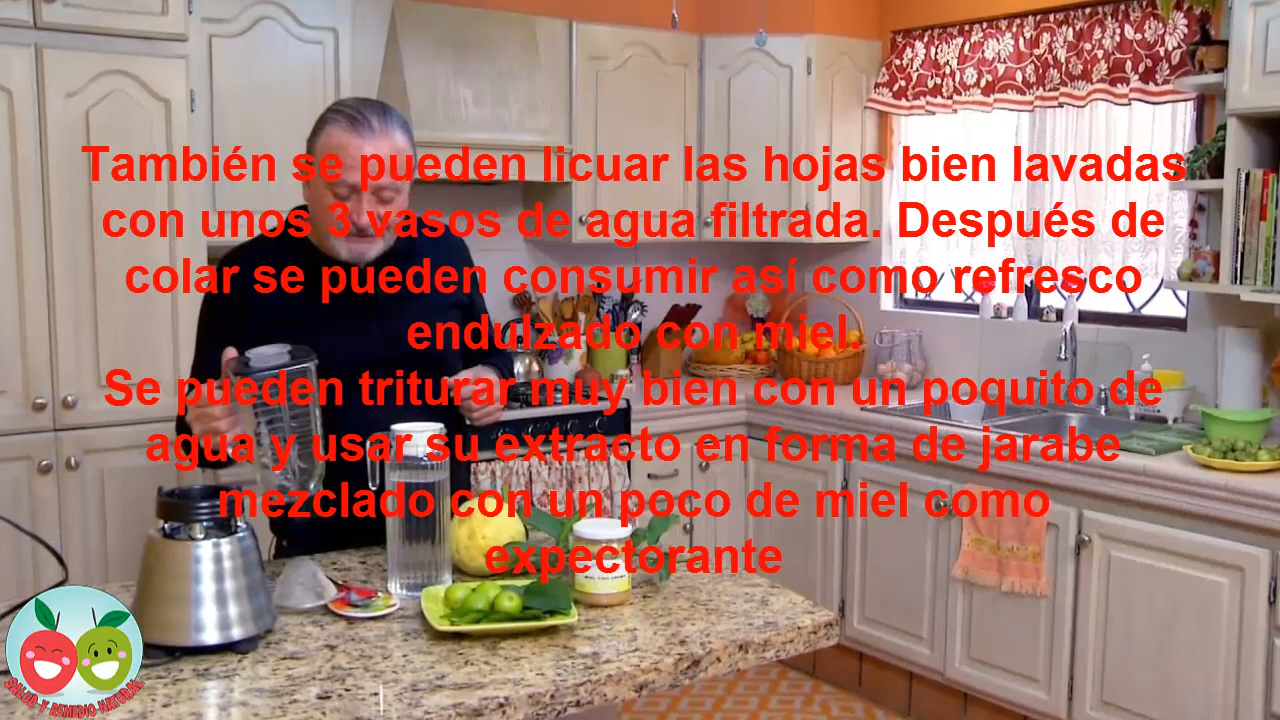 También se pueden licuar las hojas bien lavadas
con unos 3 vasos de agua filtrada. Después de
colar se pueden consumir así como refresco
endulzado con miel.
Se pueden triturar muy bien con un poquito de
agua y usar su extracto en forma de jarabe
mezclado con un poco de miel como
expectorante
SALUD Y REMEDIO NATURAL